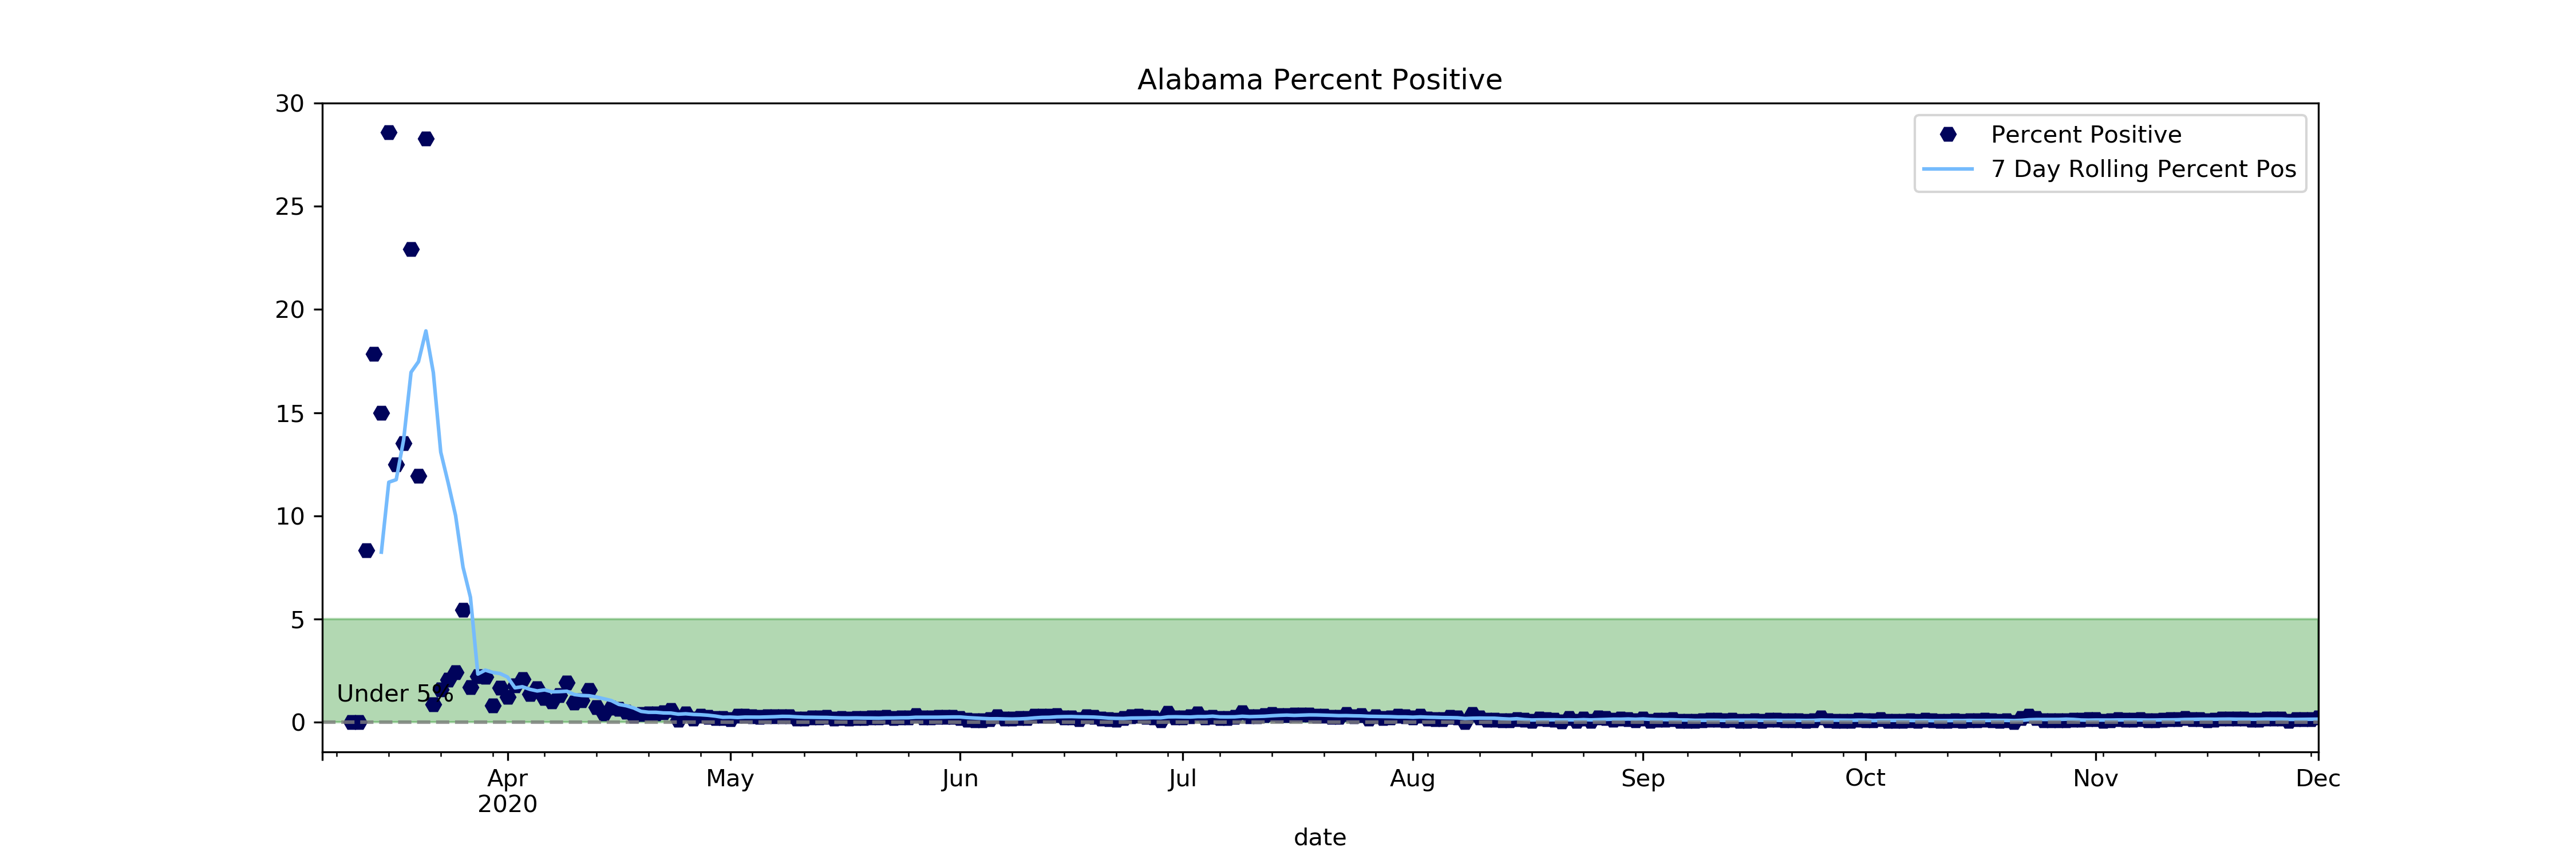 Alabama Percent Positive
30
25
20
15
10
5
0
Percent Positive
7 Day Rolling Percent Pos
Under 5%
Apr May Jun Jul Aug Sep Oct Nov Dec
2020
date